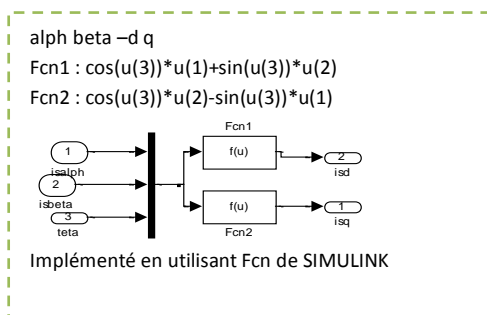 alph beta –d q
Fcn1 : cos(u(3))*u(1)+sin(u(3))*u(2)
Fcn2 : cos(u(3))*u(2)-sin(u(3))*u(1)
Fcn1
1
f(u)
2
isalph
isd
2
isbeta
f(u)
1
3
isq
teta
Fcn2
Implémenté en utilisant Fcn de SIMULINK